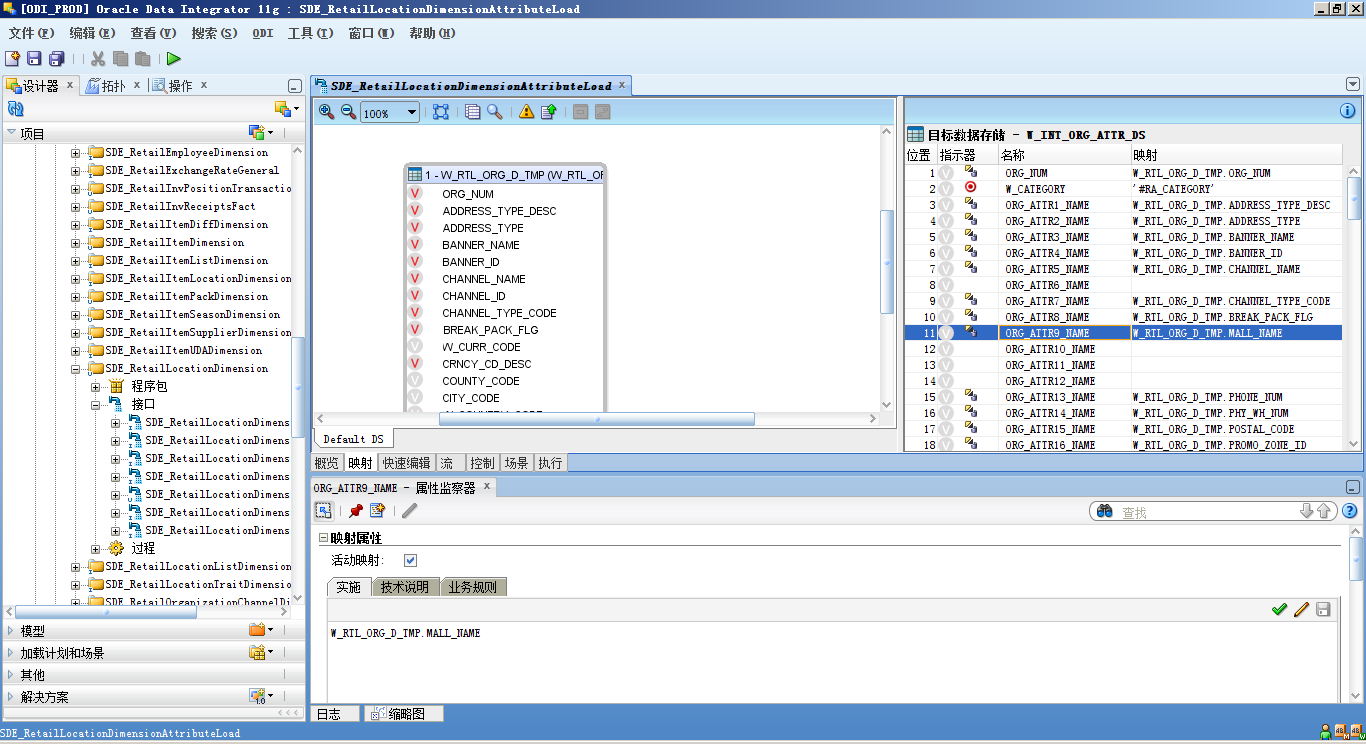 [ODI_PROD] Oracle Data Integrator 11g : SDE_RetailLocationDimensionAttributeLoad
文件(F) 编辑(E) 查看(V) 搜索(S) ODI 工具(T) 窗口(W) 帮助(H)
设计器 x 拓扑 x 操作 x
项目
SDE_RetailEmployeeDimension
SDE_RetailExchangeRateGeneral
SDE_RetailInvPositionTransactio
SDE_RetailInvReceiptsFact
SDE_RetailItemDiffDimension
SDE_RetailItemDimension
SDE_RetailItemListDimension
SDE_RetailItemLocationDimension
SDE_RetailItemPackDimension
SDE_RetailItemSeasonDimension
SDE_RetailItemSupplierDimension
SDE_RetailItemUDADimension
SDE_RetailLocationDimension
程序包
接口
SDE_RetailLocationDimens
SDE_RetailLocationDimens
SDE_RetailLocationDimens
SDE_RetailLocationDimens
SDE_RetailLocationDimens
SDE_RetailLocationDimens
SDE_RetailLocationDimens
过程
SDE_RetailLocationListDimension
SDE_RetailLocationTraitDimensio
SDE_RetailOrganizationChannelDi
模型
加载计划和场景
其他
解决方案
1.0
SDE_RetailLocationDimensionAttributeLoad x
100%
1 - W_RTL_ORG_D_TMP (W_RTL_OR
V ORG_NUM
V ADDRESS_TYPE_DESC
V ADDRESS_TYPE
V BANNER_NAME
V BANNER_ID
V CHANNEL_NAME
V CHANNEL_ID
V CHANNEL_TYPE_CODE
V BREAK_PACK_FLG
V W_CURR_CODE
V CRNCY_CD_DESC
V COUNTY_CODE
V CITY_CODE
Default DS
目标数据存储 - W_INT_ORG_ATTR_DS
位置 指示器 名称 映射
1 V ORG_NUM W_RTL_ORG_D_TMP.ORG_NUM
2 W_CATEGORY '#RA_CATEGORY'
3 V ORG_ATTR1_NAME W_RTL_ORG_D_TMP.ADDRESS_TYPE_DESC
4 V ORG_ATTR2_NAME W_RTL_ORG_D_TMP.ADDRESS_TYPE
5 V ORG_ATTR3_NAME W_RTL_ORG_D_TMP.BANNER_NAME
6 V ORG_ATTR4_NAME W_RTL_ORG_D_TMP.BANNER_ID
7 V ORG_ATTR5_NAME W_RTL_ORG_D_TMP.CHANNEL_NAME
8 V ORG_ATTR6_NAME
9 V ORG_ATTR7_NAME W_RTL_ORG_D_TMP.CHANNEL_TYPE_CODE
10 V ORG_ATTR8_NAME W_RTL_ORG_D_TMP.BREAK_PACK_FLG
11 V ORG_ATTR9_NAME W_RTL_ORG_D_TMP.MALL_NAME
12 V ORG_ATTR10_NAME
13 V ORG_ATTR11_NAME
14 V ORG_ATTR12_NAME
15 V ORG_ATTR13_NAME W_RTL_ORG_D_TMP.PHONE_NUM
16 V ORG_ATTR14_NAME W_RTL_ORG_D_TMP.PHY_WH_NUM
17 V ORG_ATTR15_NAME W_RTL_ORG_D_TMP.POSTAL_CODE
18 V ORG_ATTR16_NAME W_RTL_ORG_D_TMP.PROMO_ZONE_ID
概览 映射 快速编辑 流 控制 场景 执行
ORG_ATTR9_NAME - 属性监察器 x
查找
映射属性
活动映射:
实施 技术说明 业务规则
W_RTL_ORG_D_TMP.MALL_NAME
日志 缩略图
SDE_RetailLocationDimensionAttributeLoad